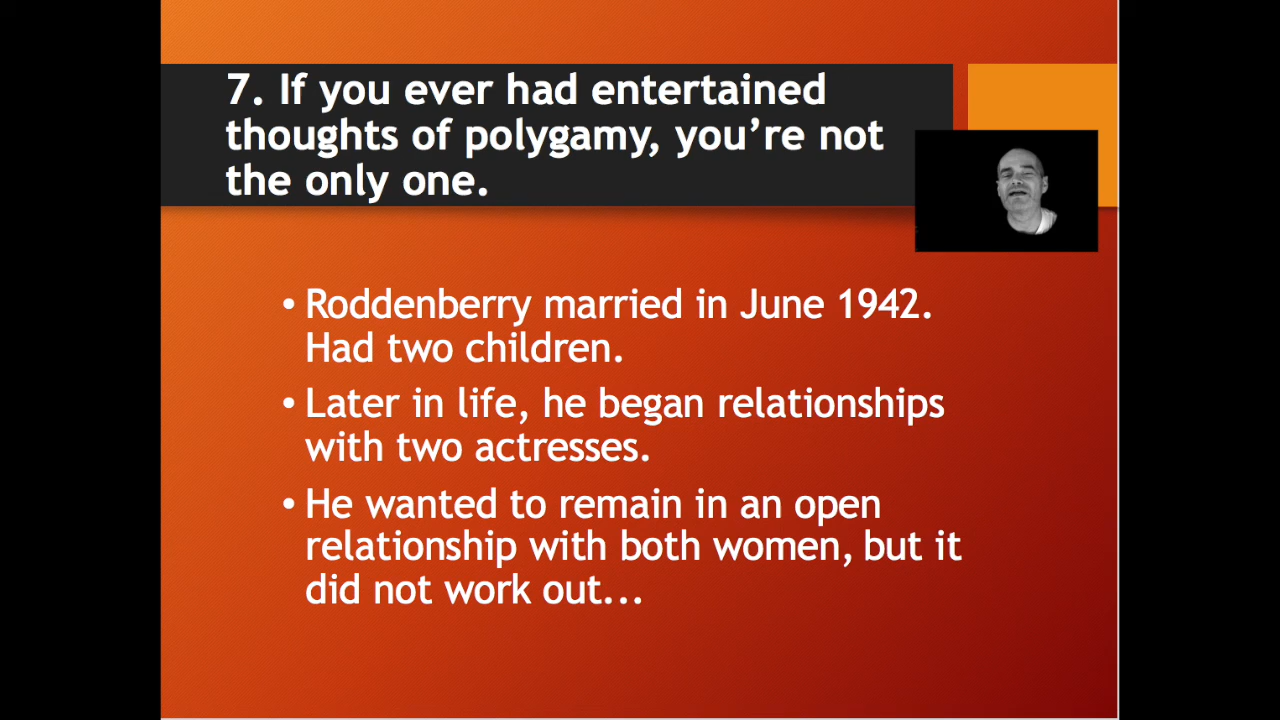 7. If you ever had entertained
thoughts of polygamy, you’re not
the only one.
• Roddenberry married in June 1942.
Had two children.
• Later in life, he began relationships
with two actresses.
• He wanted to remain in an open
relationship with both women, but it
did not work out...